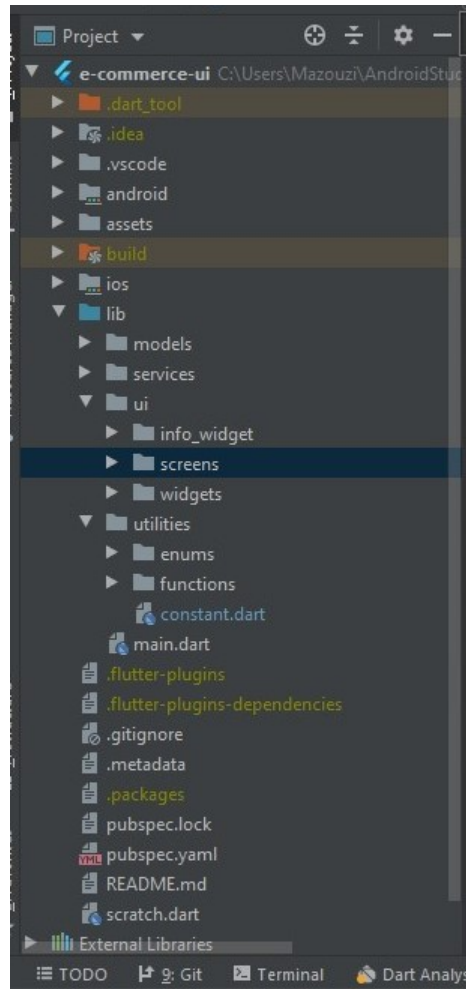 Project
e-commerce-ui C:\Users\Mazouzi\AndroidStud
.dart_tool
.idea
.vscode
android
assets
build
ios
lib
models
services
ui
info_widget
screens
widgets
utilities
enums
functions
constant.dart
main.dart
.flutter-plugins
.flutter-plugins-dependencies
.gitignore
.metadata
.packages
pubspec.lock
YML pubspec.yaml
README.md
scratch.dart
External Libraries
TODO 9: Git Terminal Dart Analys